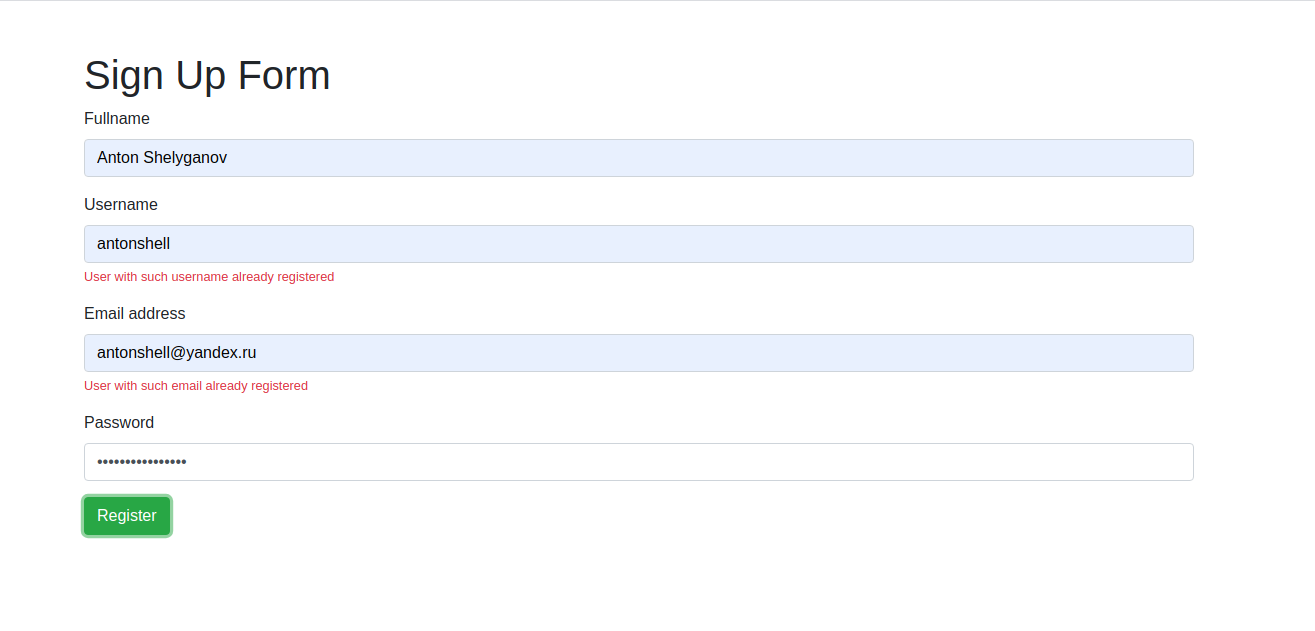 Sign Up Form
Fullname
Anton Shelyganov
Username
antonshell
User with such username already registered
Email address
antonshell@yandex.ru
User with such email already registered
Password
••••••••••••••••
Register